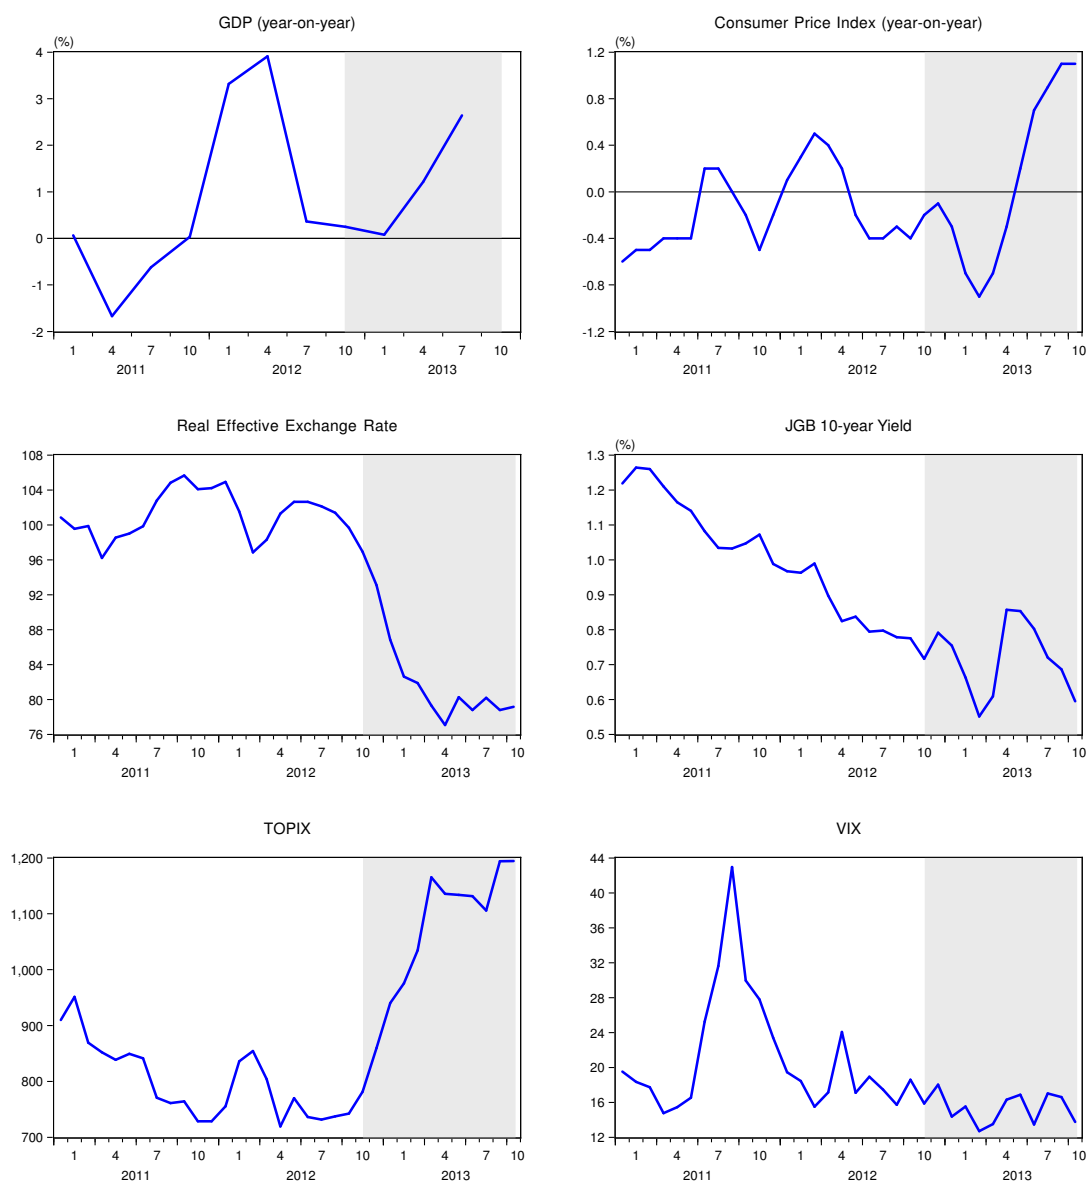 GDP (year-on-year)
(%)
4
3
2
1
0
-1
-2
1 4 7 10 1 4 7 10 1 4 7 10
2011 2012 2013
Consumer Price Index (year-on-year)
(%)
1.2
0.8
0.4
0.0
-0.4
-0.8
-1.2
1 4 7 10 1 4 7 10 1 4 7 10
2011 2012 2013
Real Effective Exchange Rate
108
104
100
96
92
88
84
80
76
1 4 7 10 1 4 7 10 1 4 7 10
2011 2012 2013
JGB 10-year Yield
(%)
1.3
1.2
1.1
1.0
0.9
0.8
0.7
0.6
0.5
1 4 7 10 1 4 7 10 1 4 7 10
2011 2012 2013
TOPIX
1,200
1,100
1,000
900
800
700
1 4 7 10 1 4 7 10 1 4 7 10
2011 2012 2013
VIX
44
40
36
32
28
24
20
16
12
1 4 7 10 1 4 7 10 1 4 7 10
2011 2012 2013